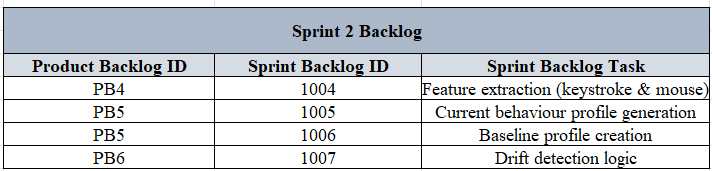 Sprint 2 Backlog
Product Backlog ID Sprint Backlog ID Sprint Backlog Task
PB4 1004 Feature extraction (keystroke & mouse)
PB5 1005 Current behaviour profile generation
PB5 1006 Baseline profile creation
PB6 1007 Drift detection logic